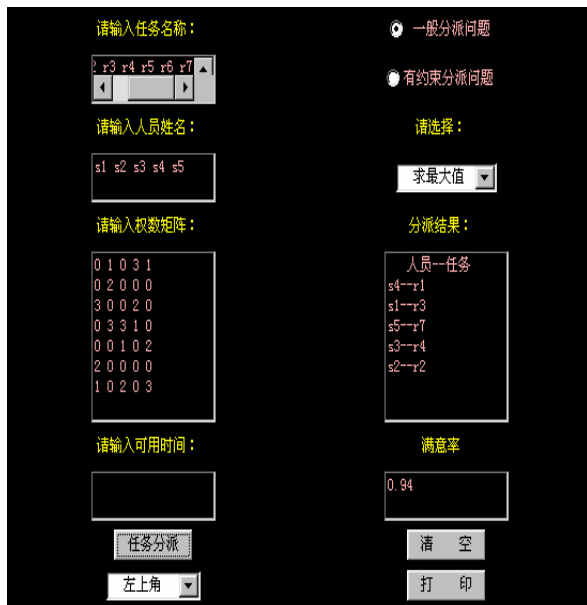 请输入任务名称：
2 r3 r4 r5 r6 r7
请输入人员姓名：
s1 s2 s3 s4 s5
请输入权数矩阵：
0 1 0 3 1
0 2 0 0 0
3 0 0 2 0
0 3 3 1 0
0 0 1 0 2
2 0 0 0 0
1 0 2 0 3
请输入可用时间：
任务分派
左上角
一般分派问题
有约束分派问题
请选择：
求最大值
分派结果：
人员--任务
s4--r1
s1--r3
s5--r7
s3--r4
s2--r2
满意率
0.94
清 空
打 印